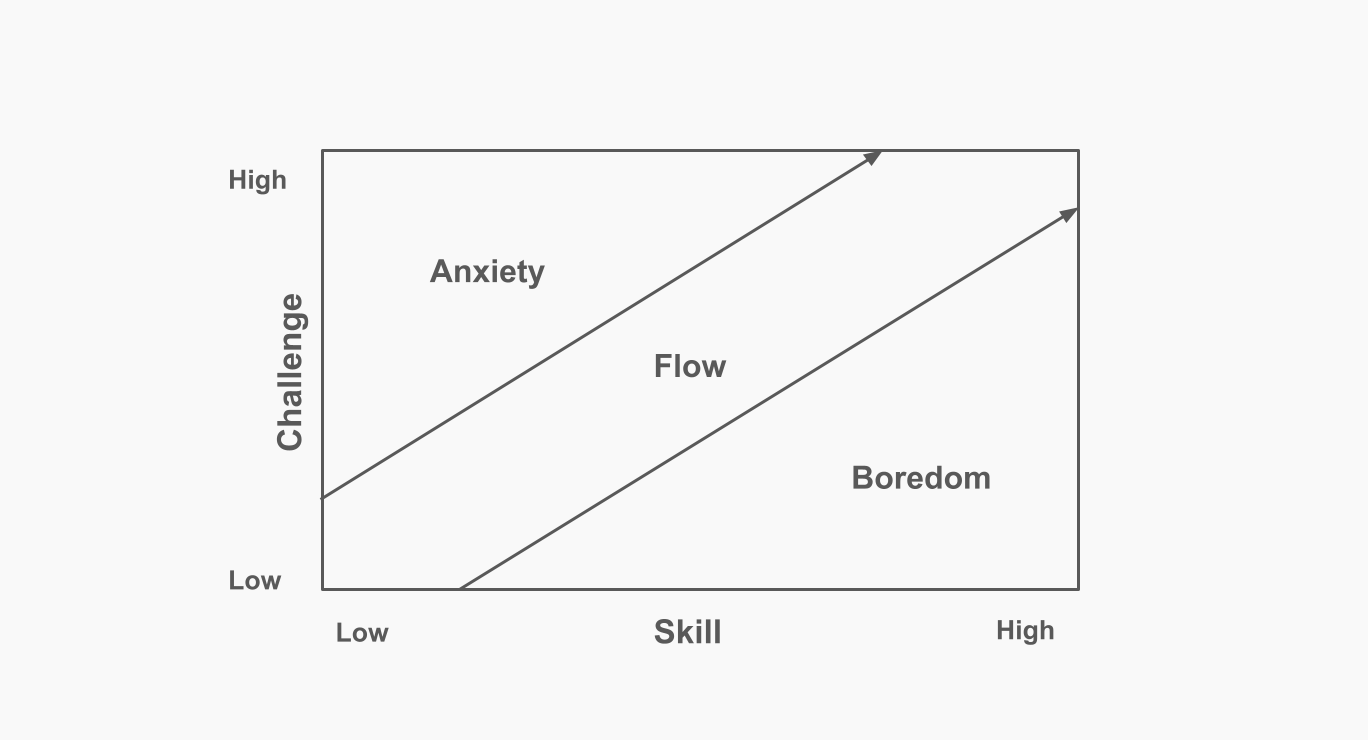 High
Anxiety
Challenge
Flow
Boredom
Low
Low
Skill
High